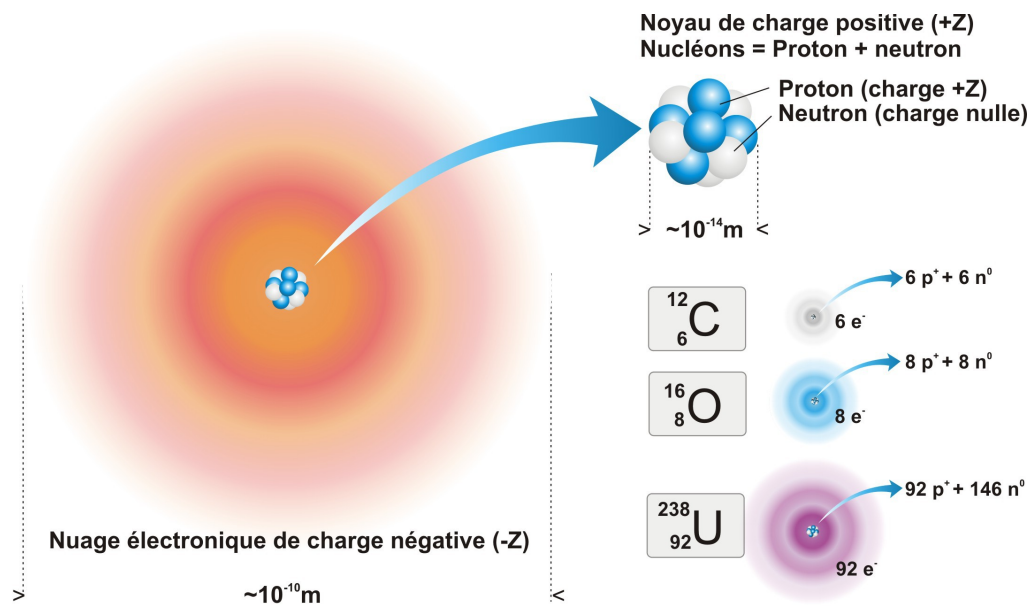 Noyau de charge positive (+Z)
Nucléons = Proton + neutron
Proton (charge +Z)
Neutron (charge nulle)
> ~10⁻¹⁴m <
¹²₆C
6 p⁺ + 6 n⁰
6 e⁻
¹⁶₈O
8 p⁺ + 8 n⁰
8 e⁻
²³⁸₉₂U
92 p⁺ + 146 n⁰
92 e⁻
Nuage électronique de charge négative (-Z)
> ~10⁻¹⁰m <